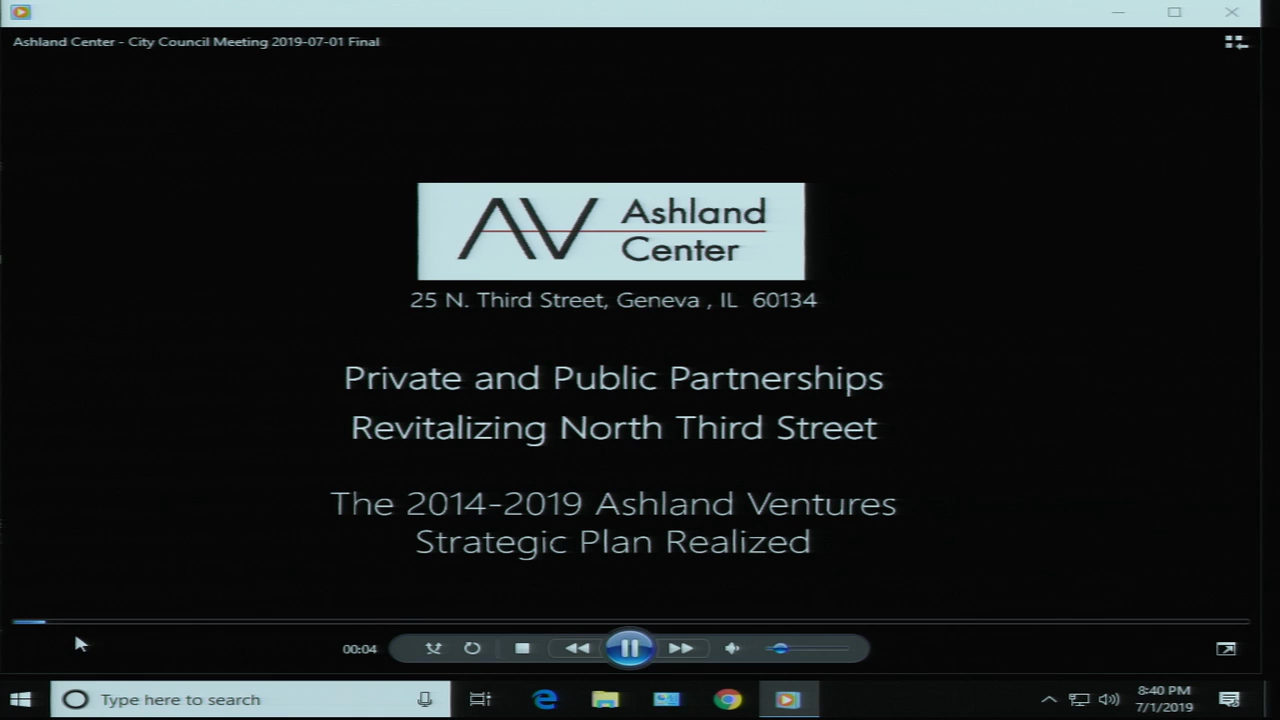 Ashland Center - City Council Meeting 2019-07-01 Final
AV Ashland
Center
25 N. Third Street, Geneva , IL  60134
Private and Public Partnerships
Revitalizing North Third Street
The 2014-2019 Ashland Ventures
Strategic Plan Realized
00:04
Type here to search
8:40 PM
7/1/2019